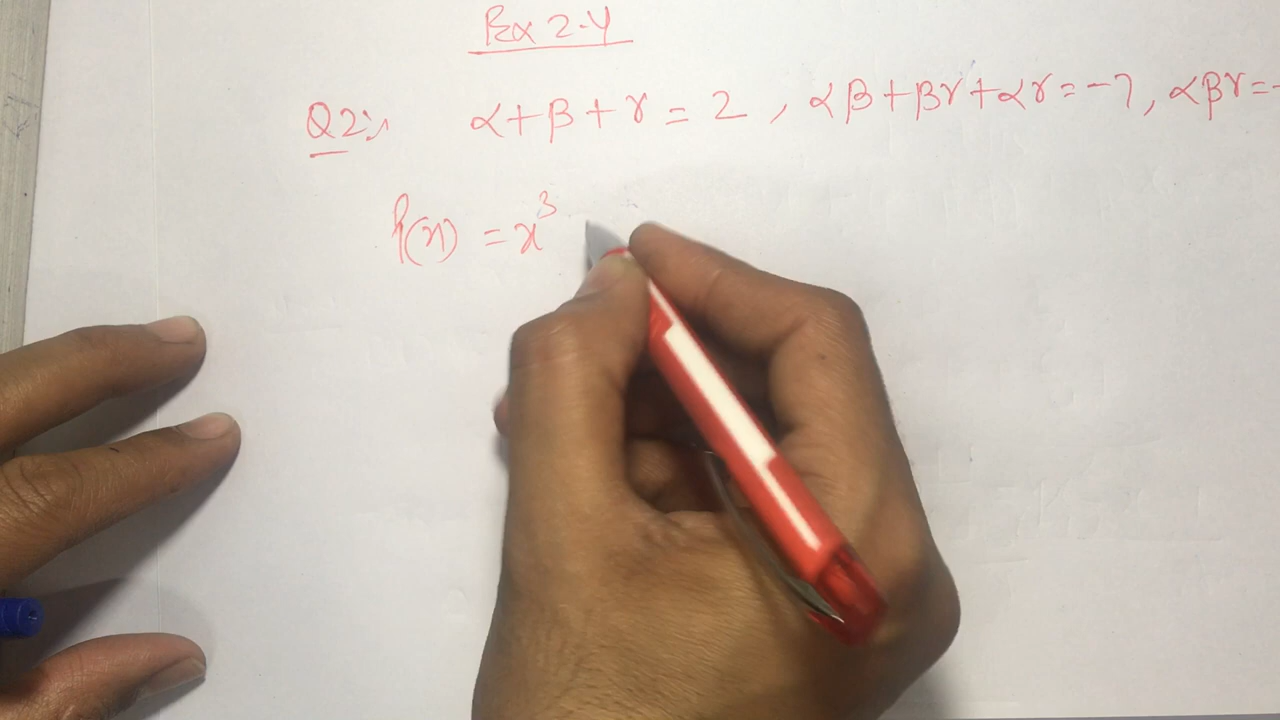 Ex 2.4
Q2:, α+β+γ = 2 , αβ+βγ+αγ=-7, αβγ=-
p(x) = x³